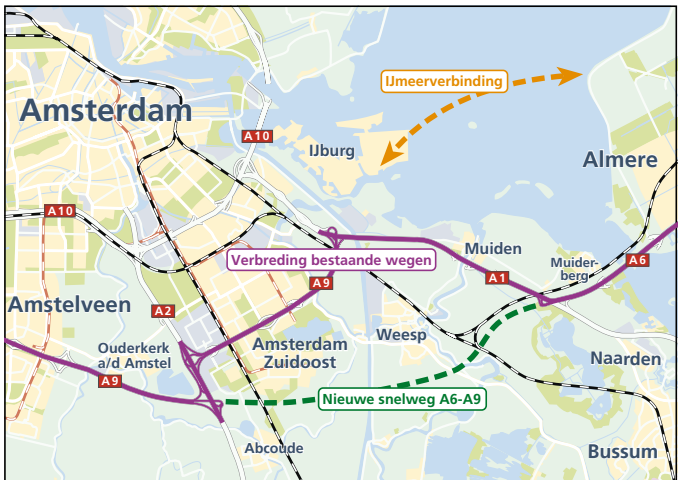 IJmeerverbinding
Amsterdam
A10
IJburg
Almere
A10
Muiden
Verbreding bestaande wegen
Muider-
berg
A6
A1
A9
Amstelveen
A2
Weesp
Ouderkerk
a/d Amstel
Amsterdam
Zuidoost
Naarden
A9
Nieuwe snelweg A6-A9
Abcoude
Bussum